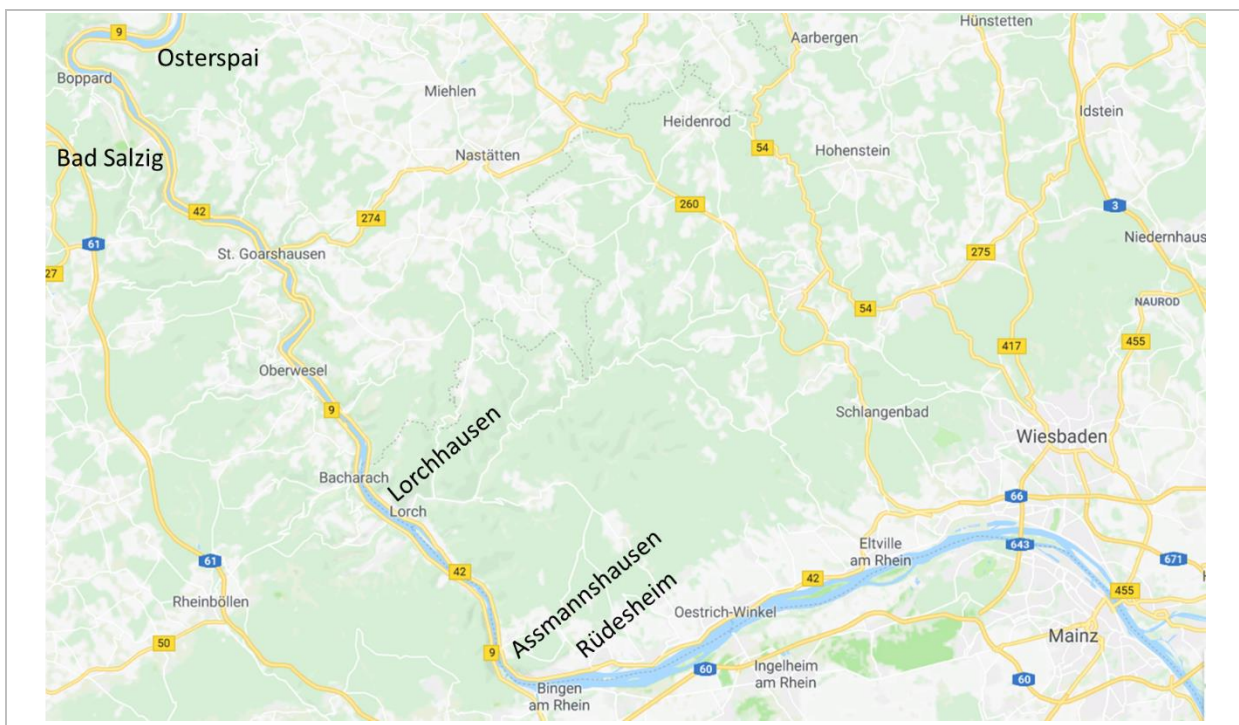 Hünstetten
9
Aarbergen
Osterspai
Boppard
Miehlen
Idstein
Heidenrod
54
Hohenstein
Bad Salzig
Nastätten
260
3
42
274
61
Niedernhaus
St. Goarshausen
275
27
NAUROD
54
417
455
Oberwesel
9
Schlangenbad
Lorchhausen
Wiesbaden
Bacharach
66
Lorch
Eltville
am Rhein
643
61
42
Assmannshausen
42
671
H
455
Rheinböllen
Rüdesheim
Oestrich-Winkel
Mainz
50
9
60
Ingelheim
am Rhein
60
Bingen
am Rhein